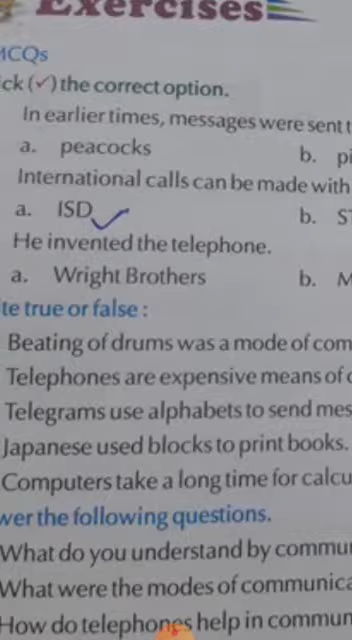 Exercises
MCQs
ck (✓) the correct option.
In earlier times, messages were sent t
a. peacocks b. pi
International calls can be made with
a. ISD b. S
He invented the telephone.
a. Wright Brothers b. M
te true or false :
Beating of drums was a mode of com
Telephones are expensive means of c
Telegrams use alphabets to send mes
Japanese used blocks to print books.
Computers take a long time for calcu
wer the following questions.
What do you understand by commu
What were the modes of communica
How do telephones help in commun